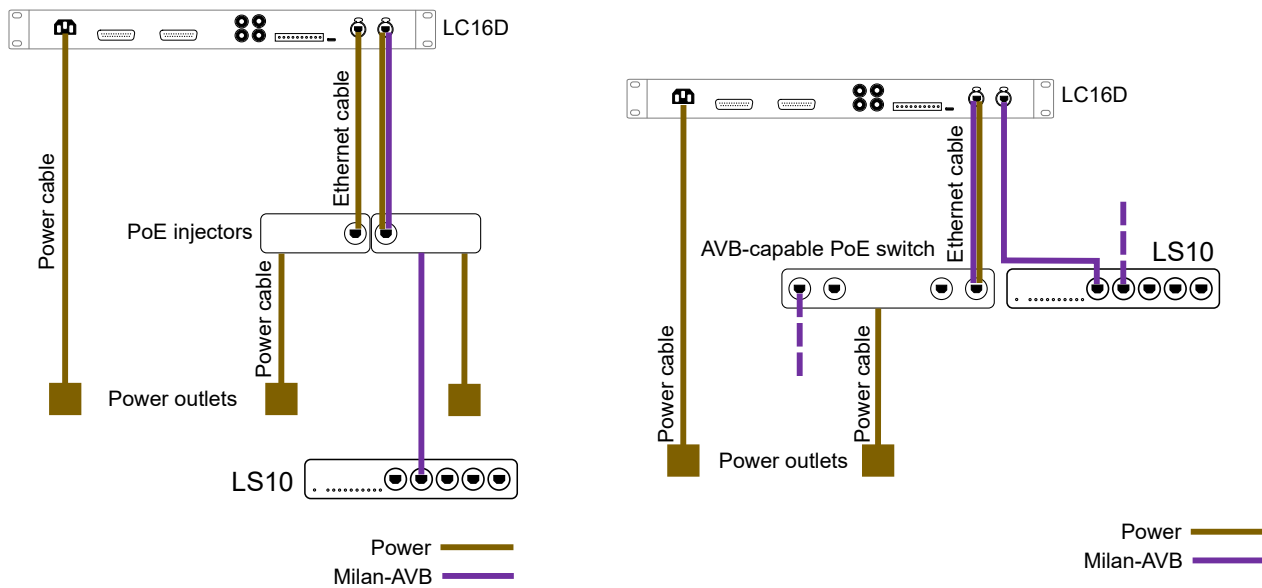 LC16D
Power cable
Ethernet cable
PoE injectors
Power cable
Power outlets
LS10
Power
Milan-AVB
LC16D
Ethernet cable
AVB-capable PoE switch
LS10
Power cable
Power cable
Power outlets
Power
Milan-AVB